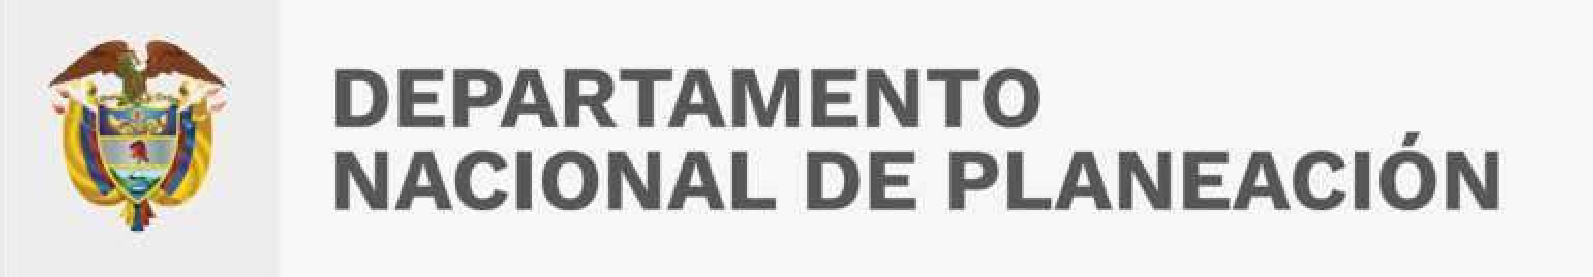 DEPARTAMENTO
NACIONAL DE PLANEACIÓN